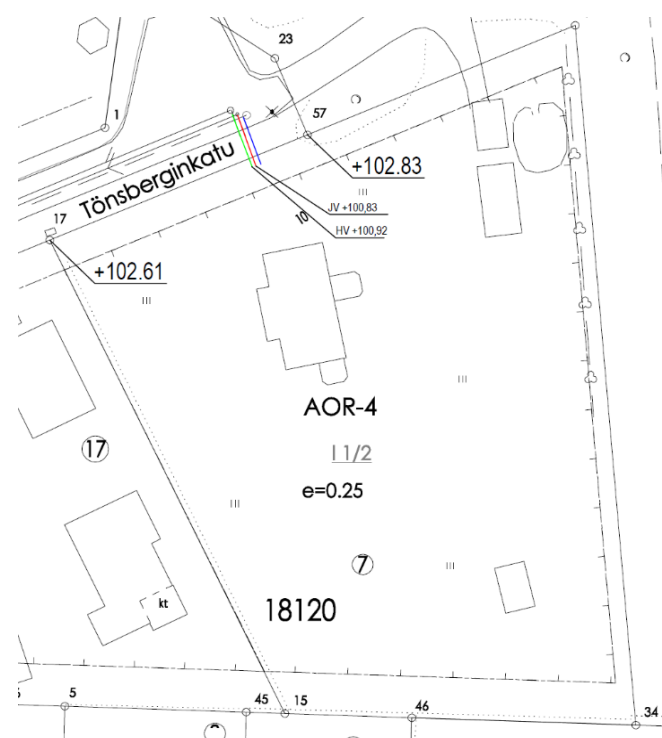 23
1
57
+102.83
Tönsberginkatu
17
JV +100,83
10
HV +100,92
+102.61
AOR-4
I 1/2
17
e=0.25
7
kt
18120
5
45
15
46
34